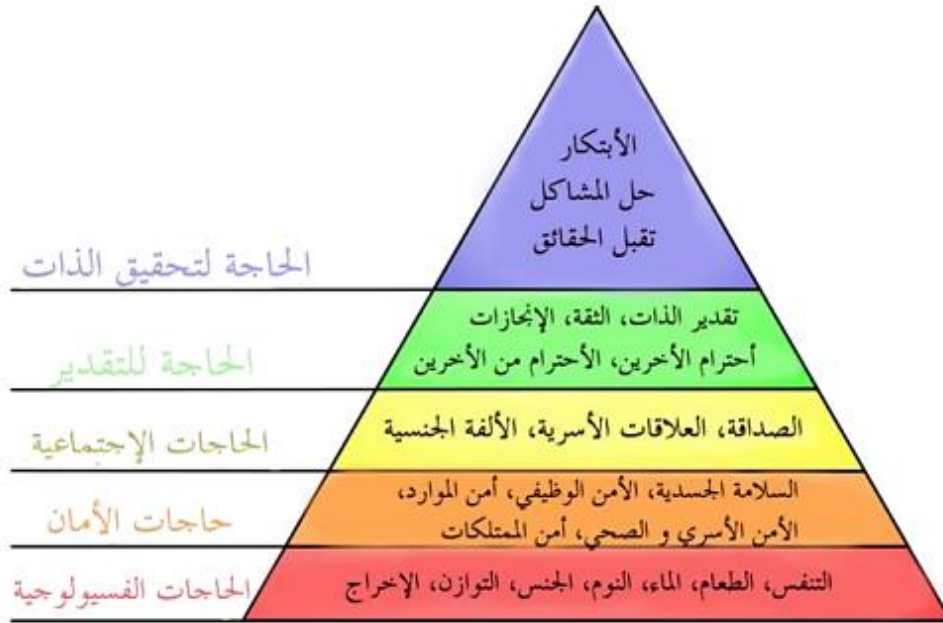 الأبتكار
حل المشاكل
تقبل الحقائق
الحاجة لتحقيق الذات
تقدير الذات، الثقة، الإنجازات
أحترام الأخرين، الأحترام من الأخرين
الحاجة للتقدير
الصداقة، العلاقات الأسرية، الألفة الجنسية
الحاجات الإجتماعية
السلامة الجسدية، الأمن الوظيفي، أمن الموارد،
الأمن الأسري و الصحي، أمن الممتلكات
حاجات الأمان
التنفس، الطعام، الماء، النوم، الجنس، التوازن، الإخراج
الحاجات الفسيولوجية